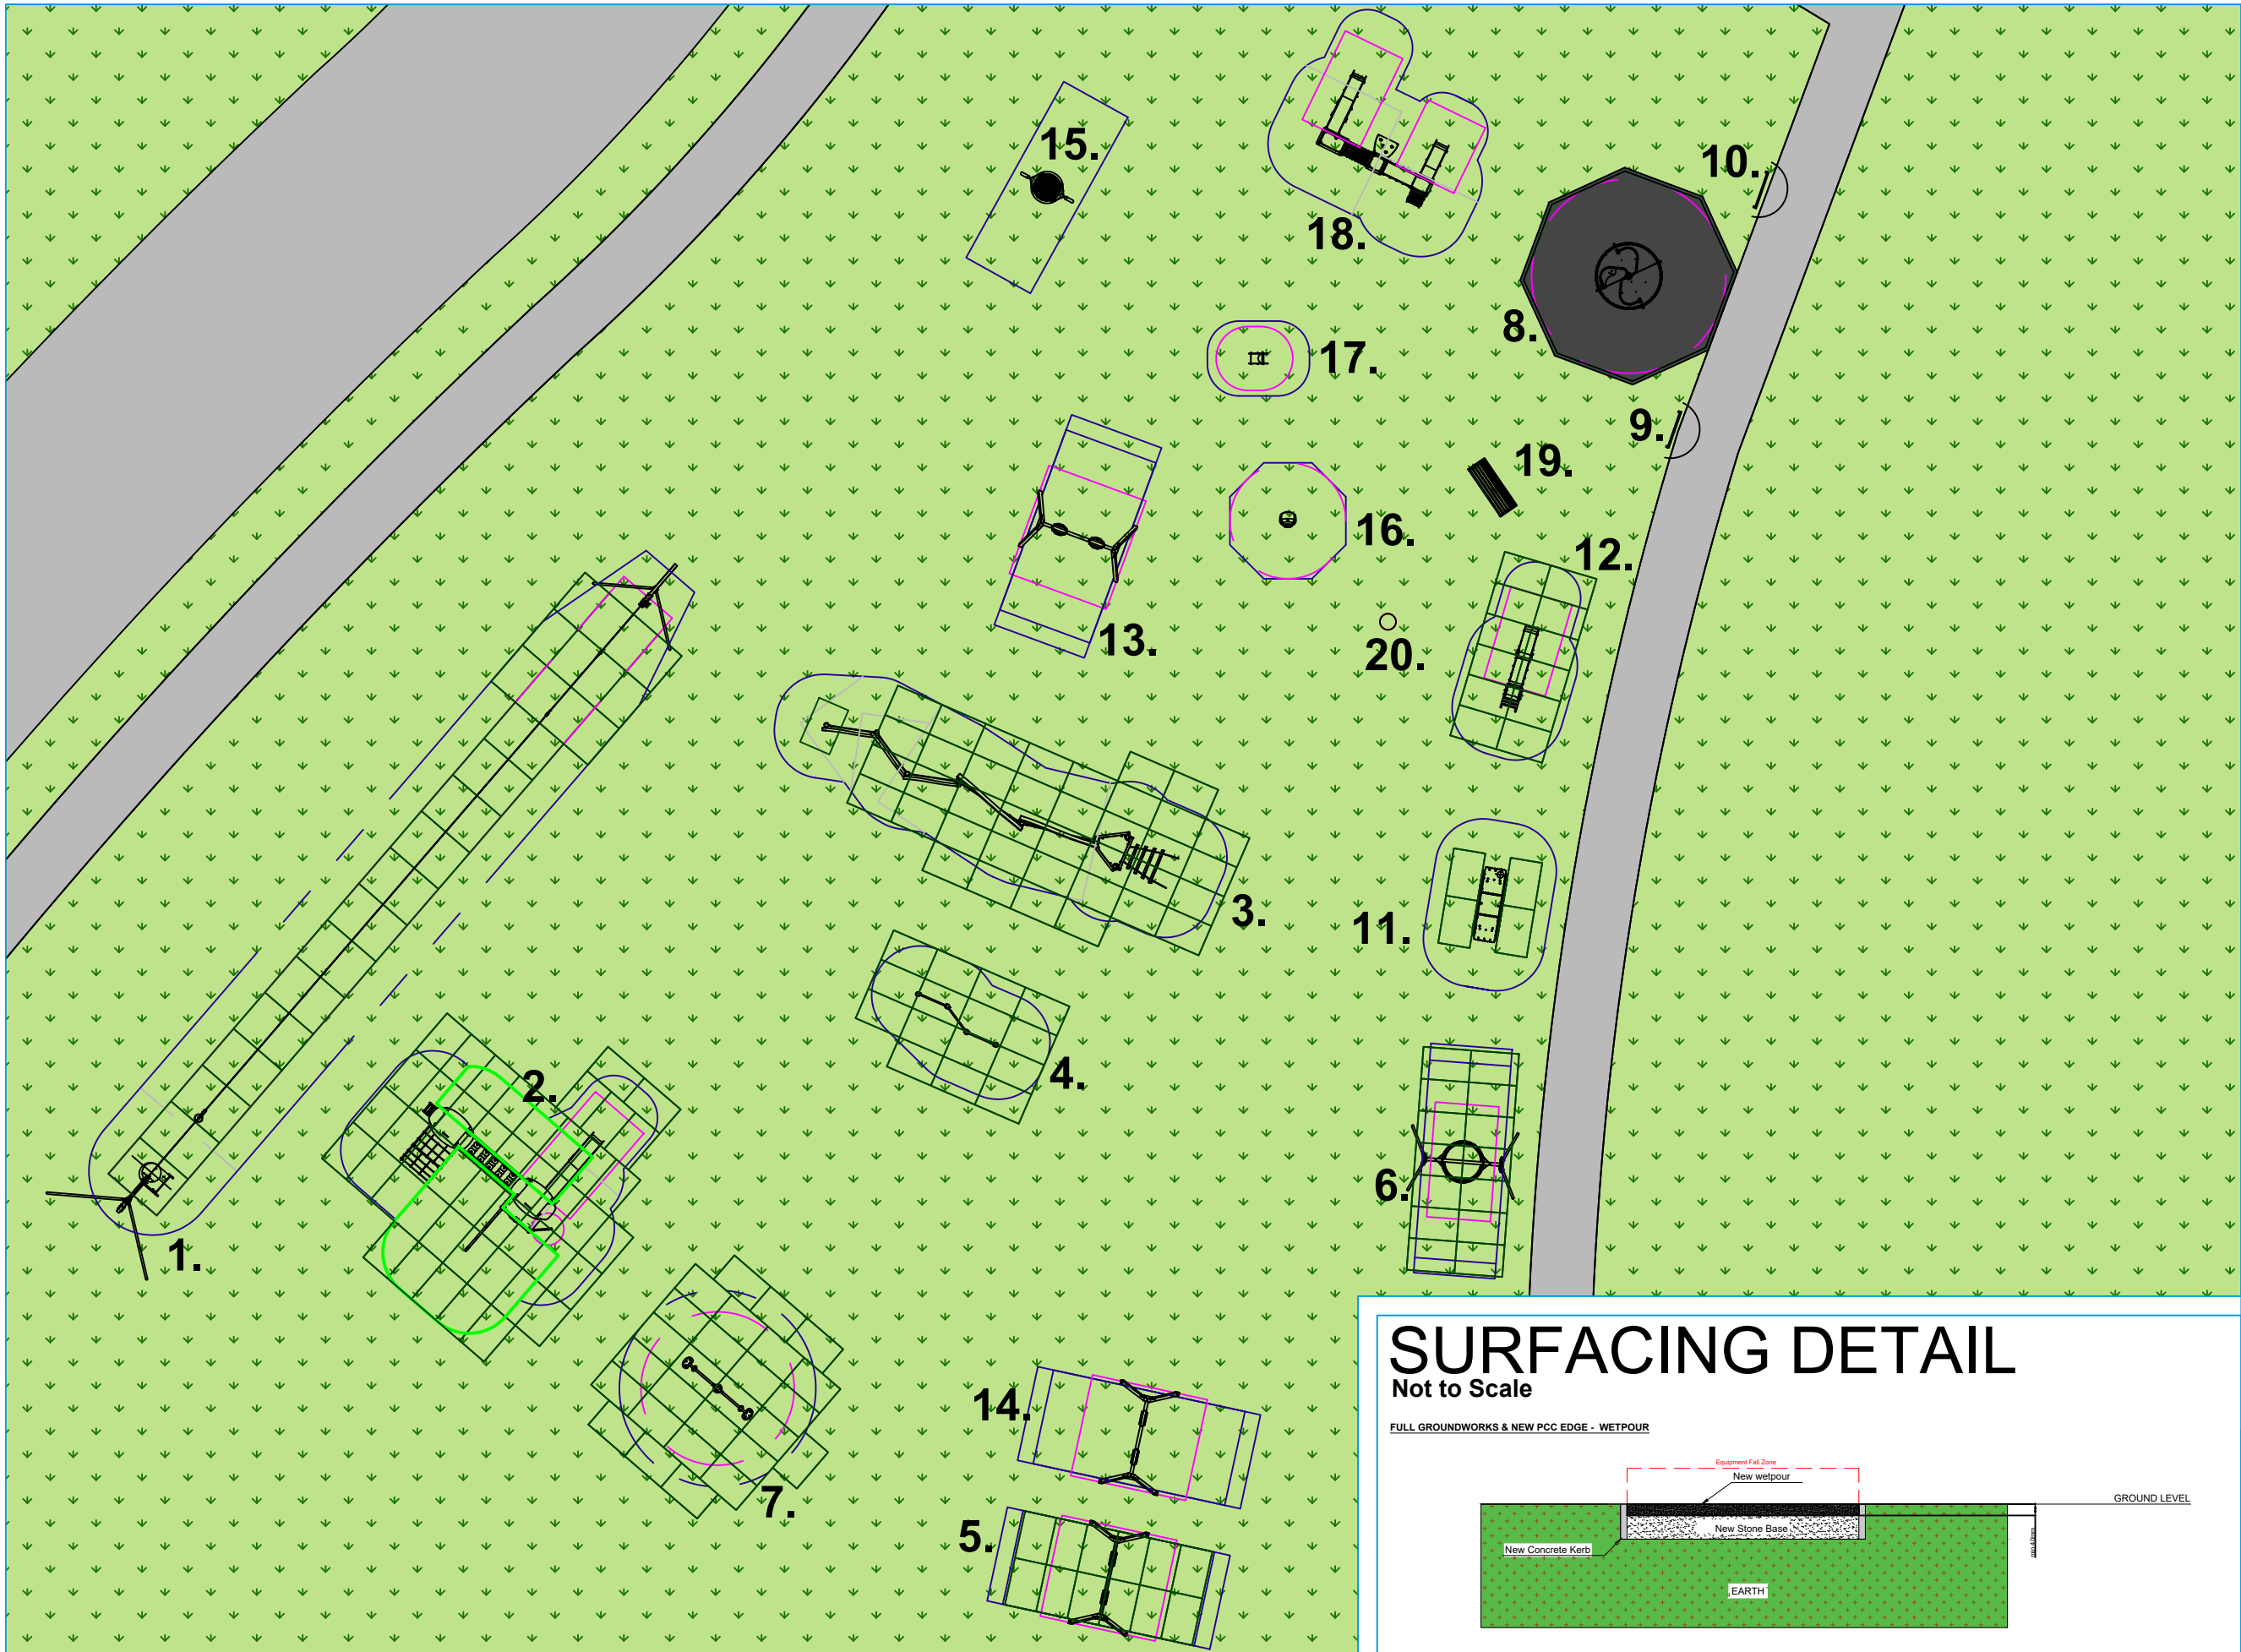 15.
10.
18.
8.
17.
9.
19.
16.
12.
13.
20.
3.
11.
4.
2.
6.
1.
14.
7.
5.
SURFACING DETAIL
Not to Scale
FULL GROUNDWORKS & NEW PCC EDGE - WETPOUR
Equipment Fall Zone
New wetpour
GROUND LEVEL
New Stone Base
New Concrete Kerb
EARTH